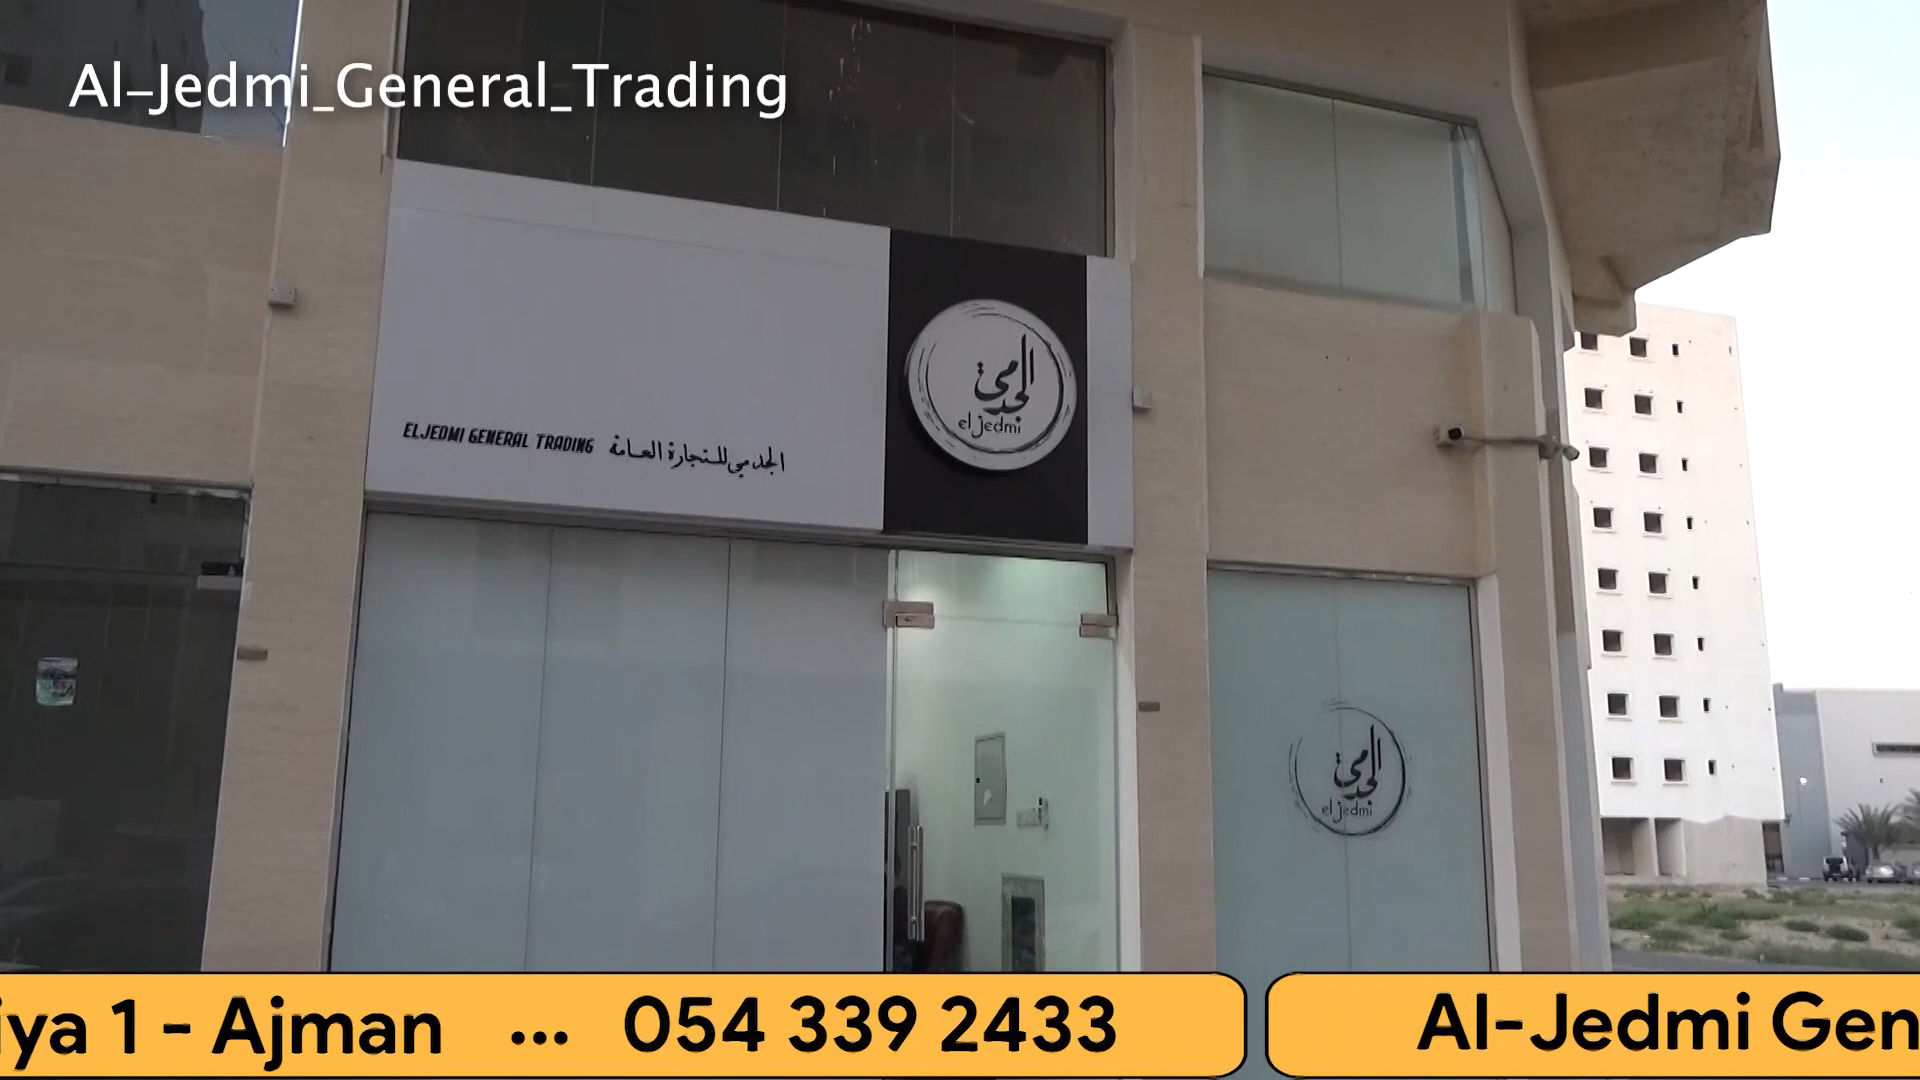 Al-Jedmi_General_Trading
الجدمي
el jedmi
ELJEDMI GENERAL TRADING الجدمي للتجارة العامة
الجدمي
el jedmi
iya 1 - Ajman ... 054 339 2433
Al-Jedmi Gen